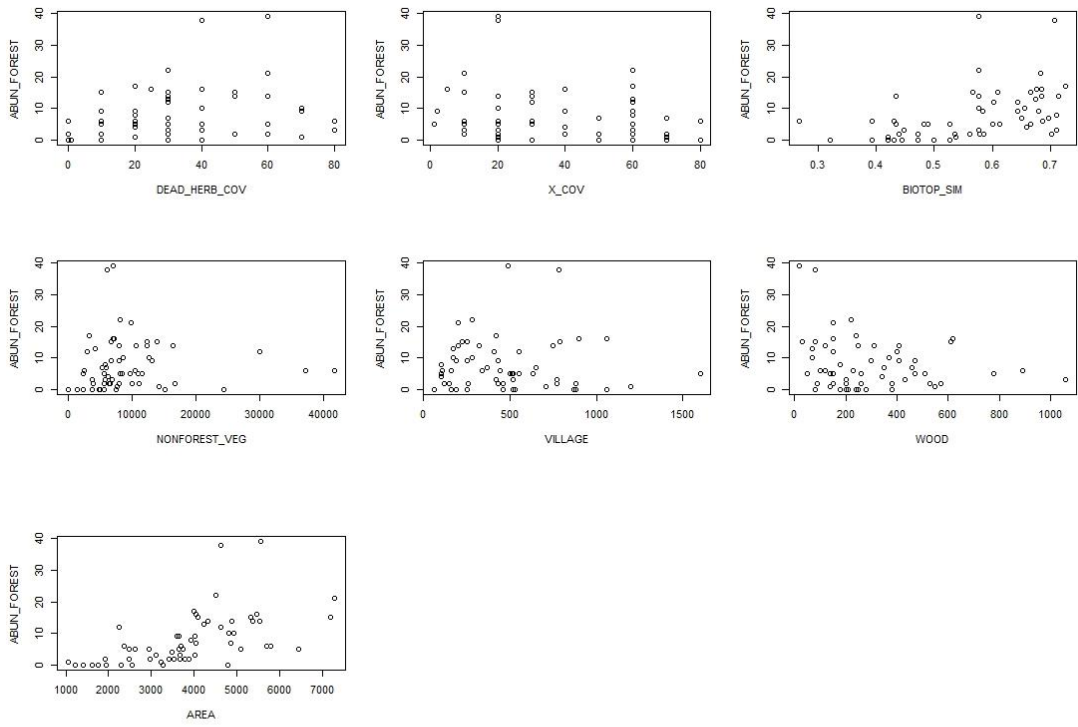 ABUN_FOREST
40
30
20
10
0
0 20 40 60 80
DEAD_HERB_COV
ABUN_FOREST
40
30
20
10
0
0 20 40 60 80
X_COV
ABUN_FOREST
40
30
20
10
0
0.3 0.4 0.5 0.6 0.7
BIOTOP_SIM
ABUN_FOREST
40
30
20
10
0
0 10000 20000 30000 40000
NONFOREST_VEG
ABUN_FOREST
40
30
20
10
0
0 500 1000 1500
VILLAGE
ABUN_FOREST
40
30
20
10
0
0 200 400 600 800 1000
WOOD
ABUN_FOREST
40
30
20
10
0
1000 2000 3000 4000 5000 6000 7000
AREA